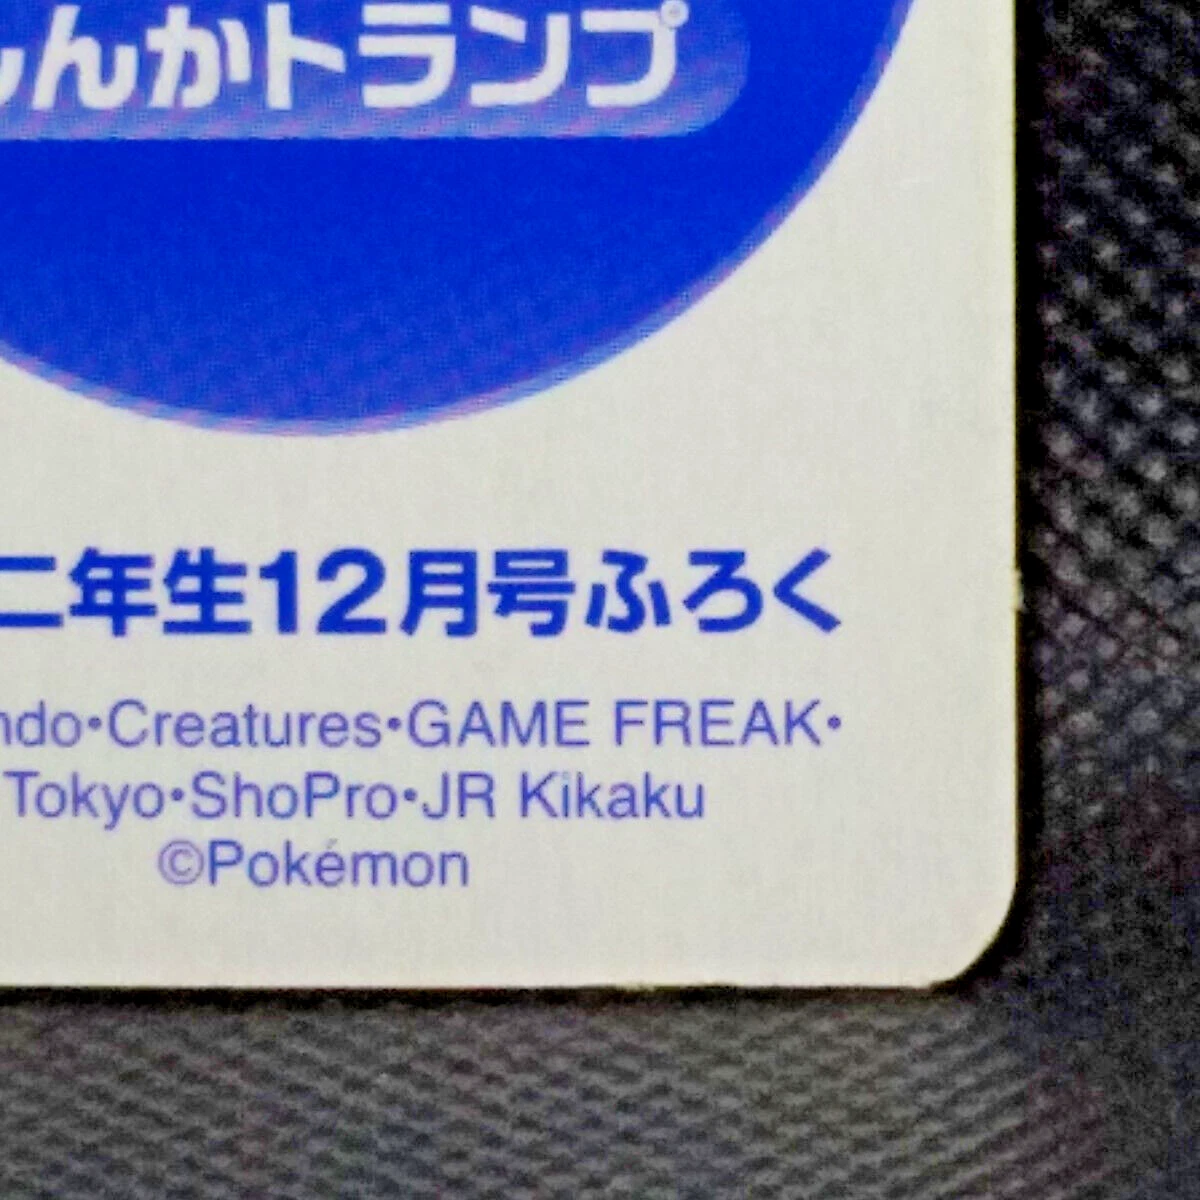 しんかトランプ
二年生12月号ふろく
ndo・Creatures・GAME FREAK・
Tokyo・ShoPro・JR Kikaku
©Pokémon